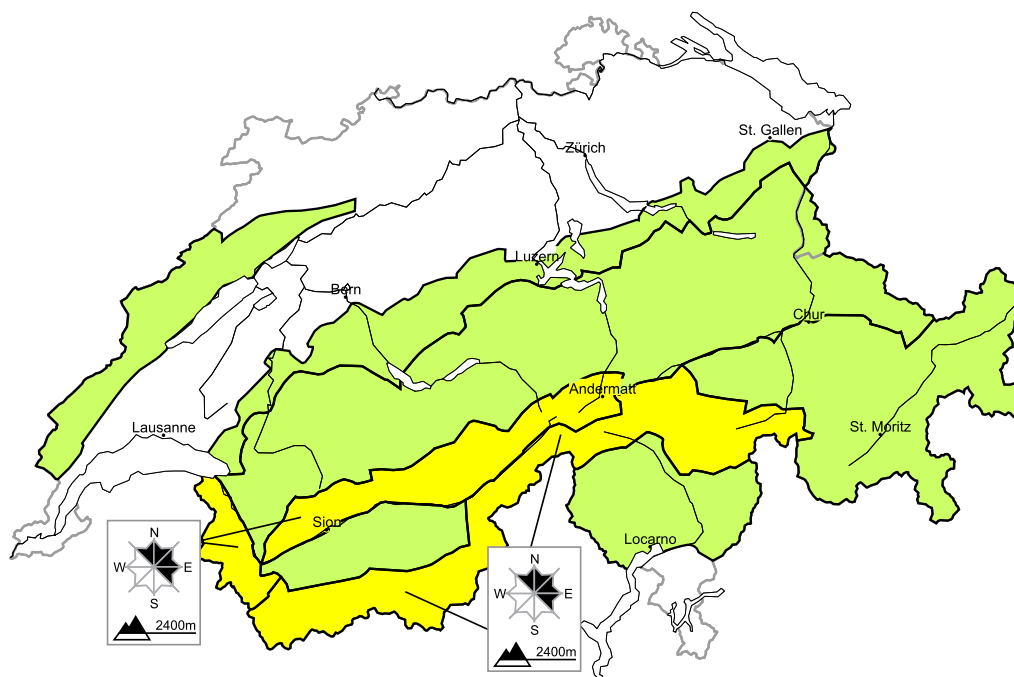 St. Gallen
Zürich
Luzern
Bern
Chur
Andermatt
Lausanne
St. Moritz
Sion
Locarno
N
W E
S
2400m
N
W E
S
2400m